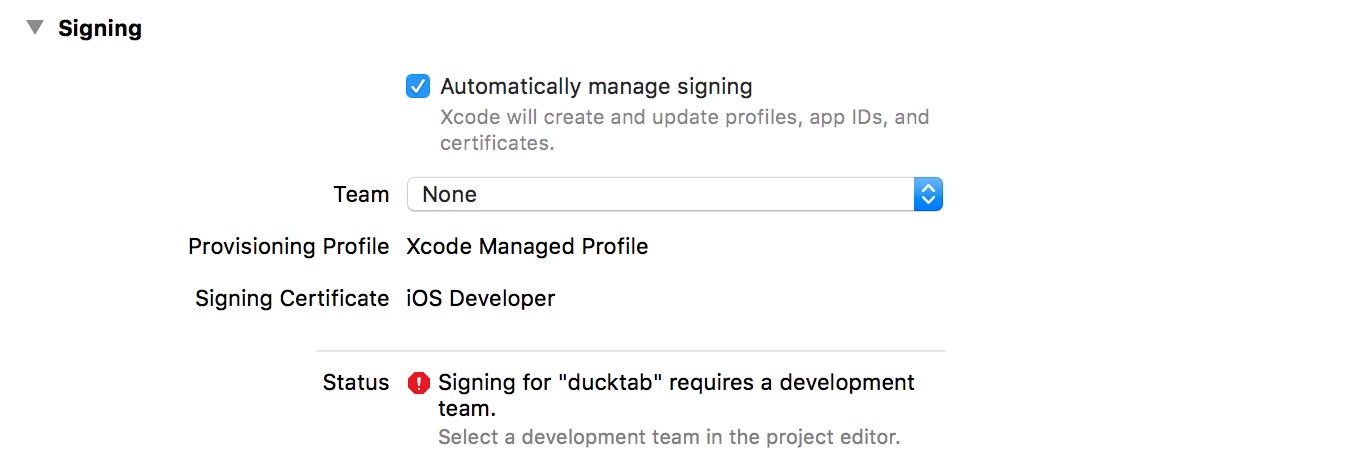 Signing
Automatically manage signing
Xcode will create and update profiles, app IDs, and
certificates.
Team None
Provisioning Profile Xcode Managed Profile
Signing Certificate iOS Developer
Status Signing for "ducktab" requires a development
team.
Select a development team in the project editor.